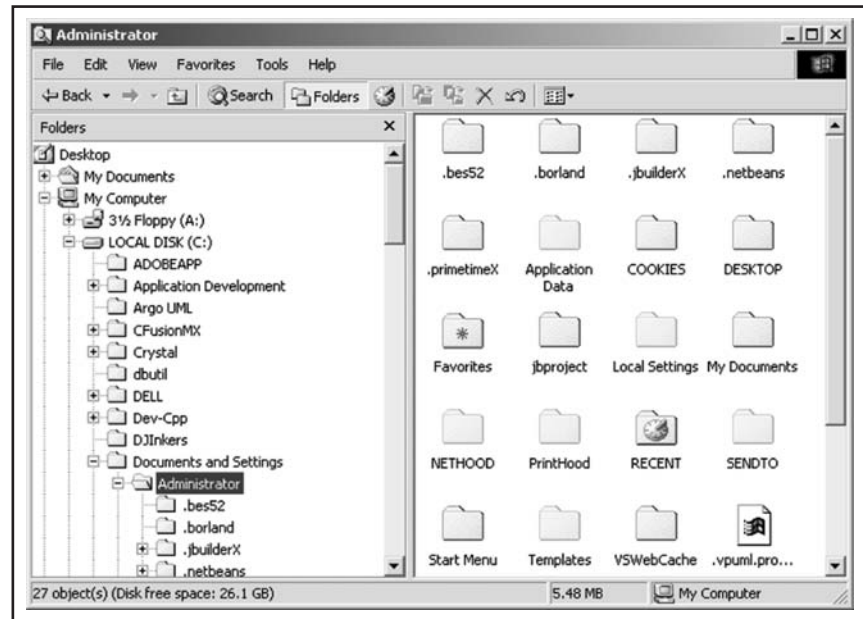 Administrator
File Edit View Favorites Tools Help
Back Search Folders
Folders
Desktop
My Documents
My Computer
3½ Floppy (A:)
LOCAL DISK (C:)
ADOBEAPP
Application Development
Argo UML
CFusionMX
Crystal
dbutil
DELL
Dev-Cpp
DJInkers
Documents and Settings
Administrator
.bes52
.borland
.jbuilderX
.netbeans
.bes52 .borland .jbuilderX .netbeans
.primetimeX Application Data COOKIES DESKTOP
Favorites jbproject Local Settings My Documents
NETHOOD PrintHood RECENT SENDTO
Start Menu Templates VSWebCache .vpuml.pro...
27 object(s) (Disk free space: 26.1 GB) 5.48 MB My Computer